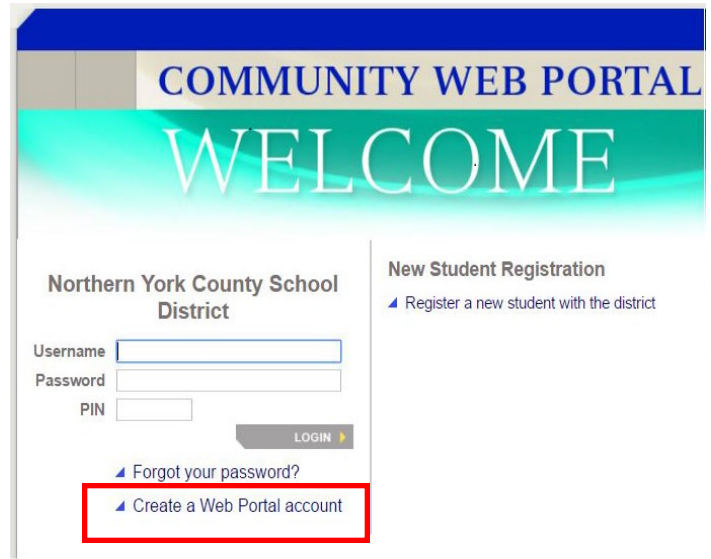 COMMUNITY WEB PORTAL
WELCOME
Northern York County School
District
Username
Password
PIN
LOGIN
Forgot your password?
Create a Web Portal account
New Student Registration
Register a new student with the district